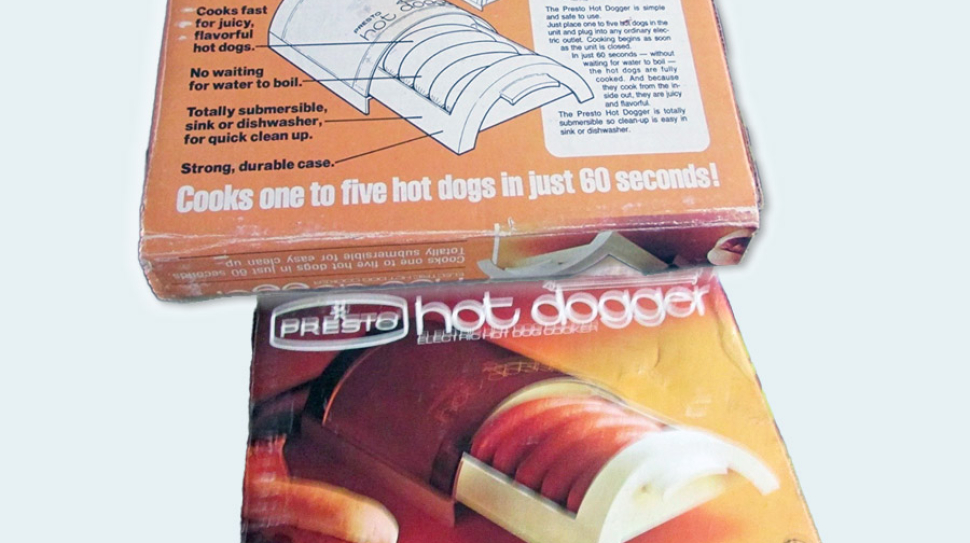 Cooks fast
for juicy,
flavorful
hot dogs.
No waiting
for water to boil.
Totally submersible,
sink or dishwasher,
for quick clean up.
Strong, durable case.
PRESTO
hot dogger
The Presto Hot Dogger is simple
and safe to use.
Just place one to five hot dogs in the
unit and plug into any ordinary elec-
tric outlet. Cooking begins as soon
as the unit is closed.
In just 60 seconds — without
waiting for water to boil —
the hot dogs are fully
cooked. And because
they cook from the in-
side out, they are juicy
and flavorful.
The Presto Hot Dogger is totally
submersible so clean-up is easy in
sink or dishwasher.
Cooks one to five hot dogs in just 60 seconds!
Cooks one to five hot dogs in just 60 seconds.
Totally submersible for easy clean up
PRESTO
hot dogger
ELECTRIC HOT DOG COOKER